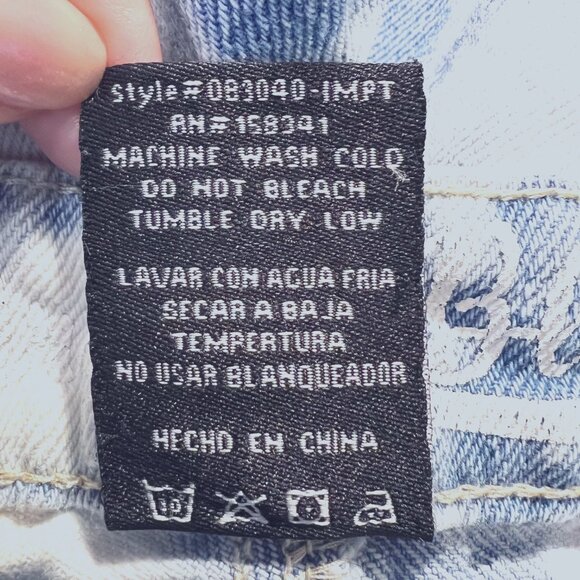 Style#083040-IMPT
RN#158341
MACHINE WASH COLD
DO NOT BLEACH
TUMBLE DRY LOW
LAVAR CON AGUA FRIA
SECAR A BAJA
TEMPERTURA
NO USAR BLANQUEADOR
HECHO EN CHINA